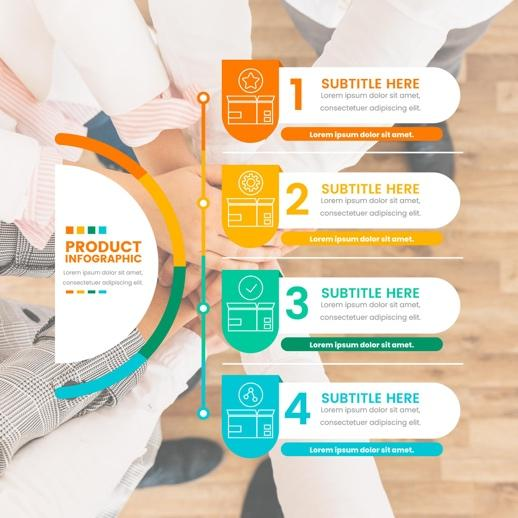 PRODUCT
INFOGRAPHIC
Lorem ipsum dolor sit amet,
consectetuer adipiscing elit.
1
SUBTITLE HERE
Lorem ipsum dolor sit amet,
consectetuer adipiscing elit.
Lorem ipsum dolor sit amet.
2
SUBTITLE HERE
Lorem ipsum dolor sit amet,
consectetuer adipiscing elit.
Lorem ipsum dolor sit amet.
3
SUBTITLE HERE
Lorem ipsum dolor sit amet,
consectetuer adipiscing elit.
Lorem ipsum dolor sit amet.
4
SUBTITLE HERE
Lorem ipsum dolor sit amet,
consectetuer adipiscing elit.
Lorem ipsum dolor sit amet.